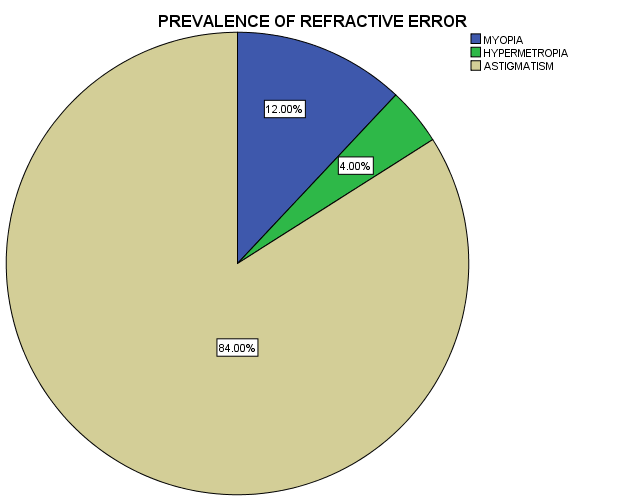 PREVALENCE OF REFRACTIVE ERROR
MYOPIA
HYPERMETROPIA
ASTIGMATISM
12.00%
4.00%
84.00%